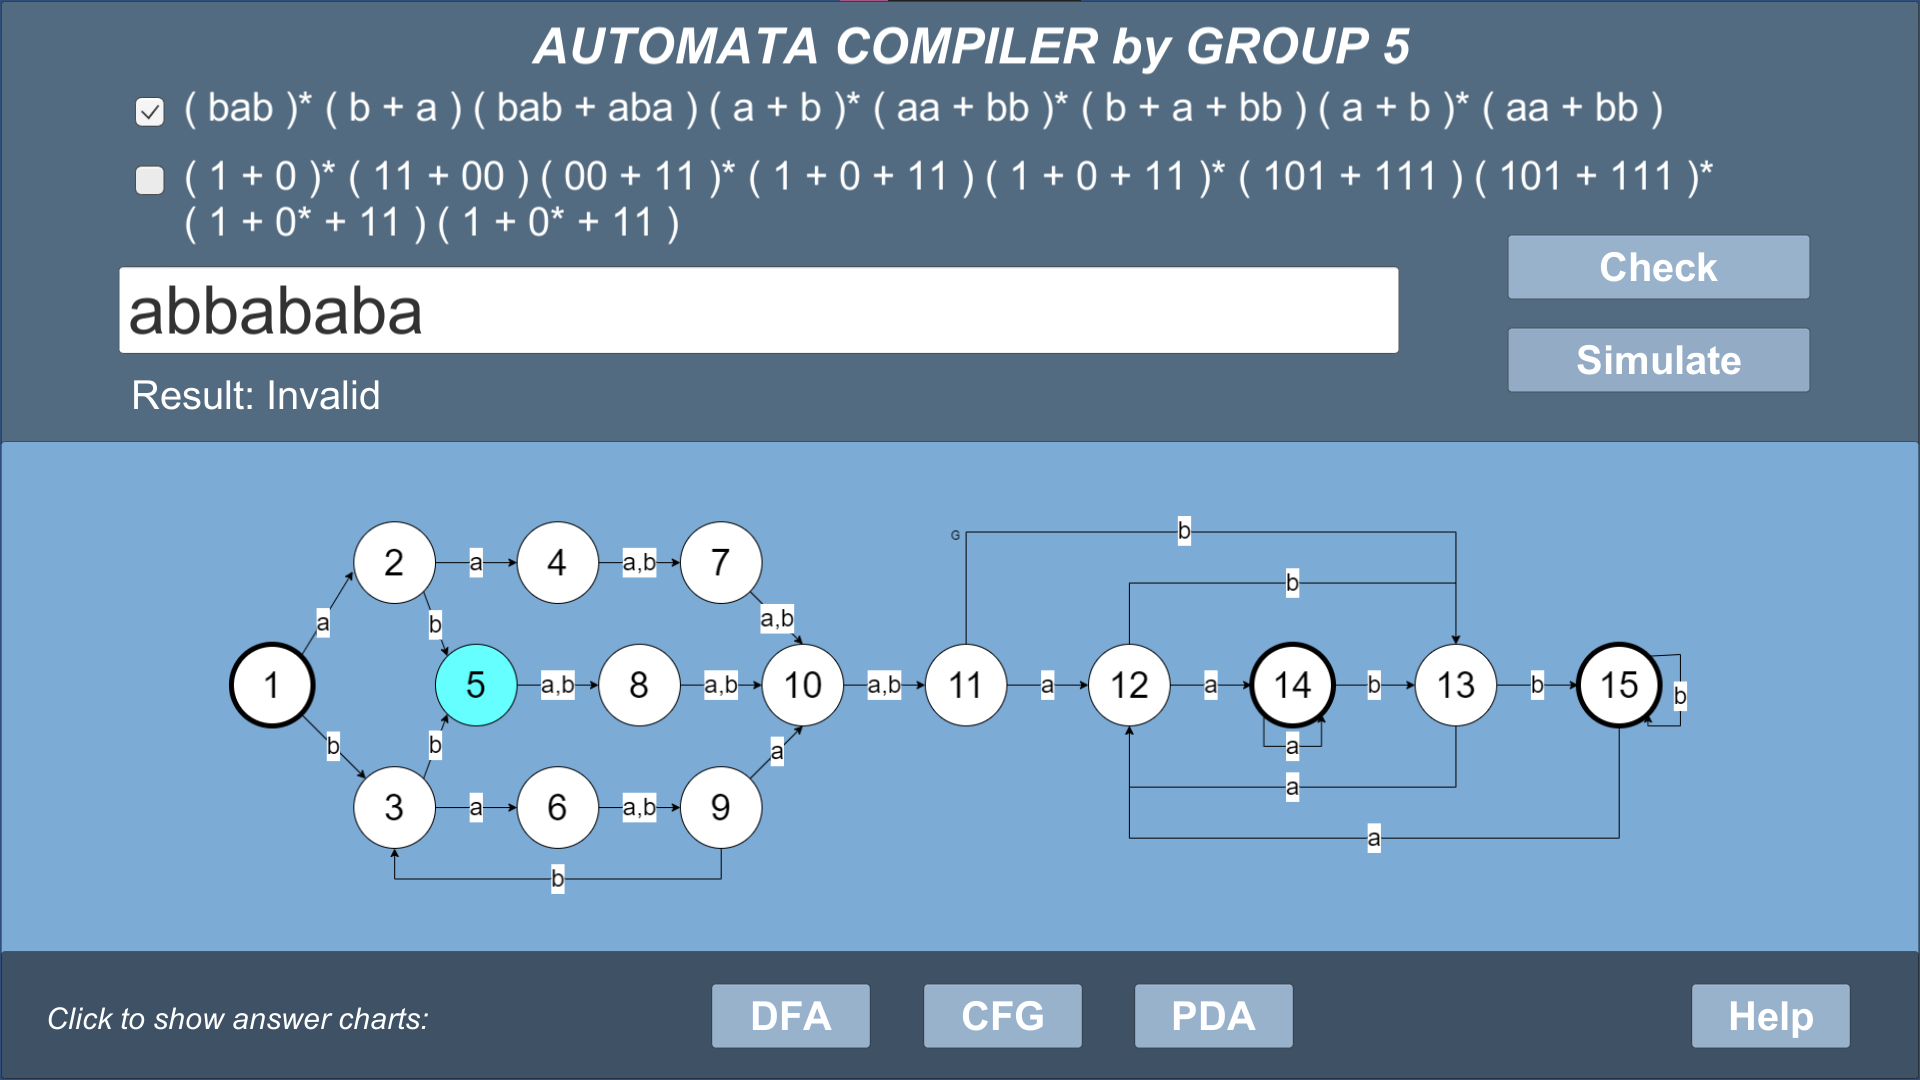 AUTOMATA COMPILER by GROUP 5
( bab )* ( b + a ) ( bab + aba ) ( a + b )* ( aa + bb )* ( b + a + bb ) ( a + b )* ( aa + bb )
( 1 + 0 )* ( 11 + 00 ) ( 00 + 11 )* ( 1 + 0 + 11 ) ( 1 + 0 + 11 )* ( 101 + 111 ) ( 101 + 111 )*
( 1 + 0* + 11 ) ( 1 + 0* + 11 )
Check
abbababa
Simulate
Result: Invalid
G
b
2 a 4 a,b 7
b
a b a,b
1 5 a,b 8 a,b 10 a,b 11 a 12 a 14 b 13 b 15 b
b b a a
3 a 6 a,b 9 a
a
b
Click to show answer charts:
DFA
CFG
PDA
Help